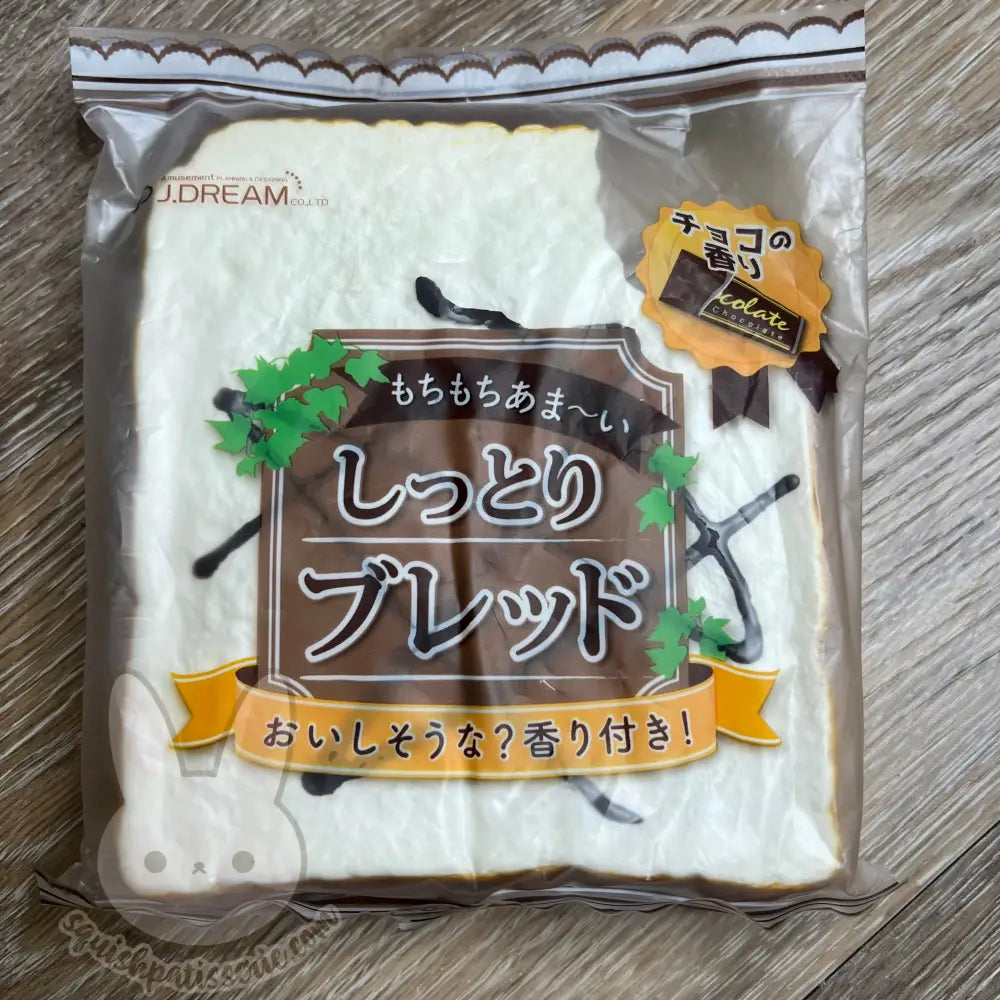 Amusement PLANNING & DESIGNING
J.DREAM CO.,LTD
チョコの
香り
colate
Chocolate
もちもちあま〜い
しっとり
ブレッド
おいしそうな?香り付き!
squishpatisserie.com